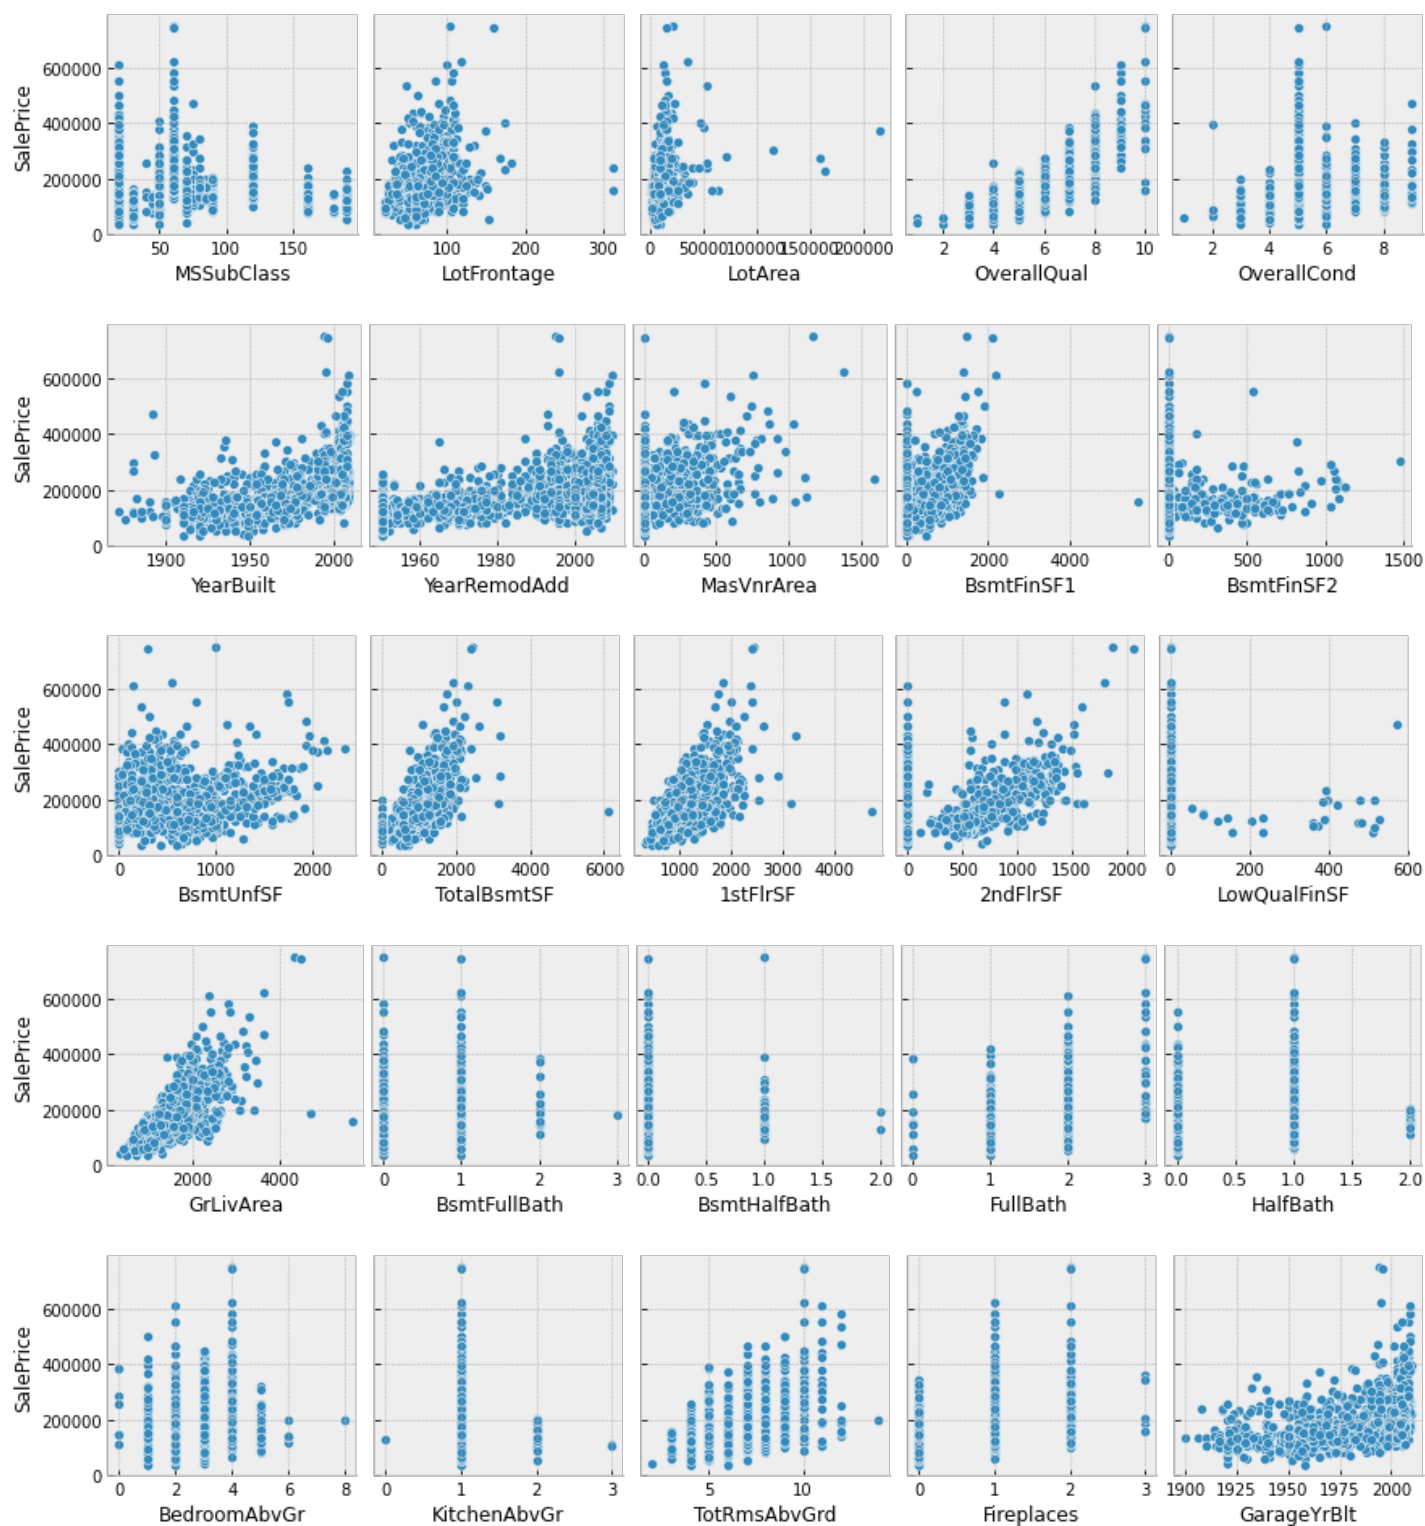 SalePrice
600000
400000
200000
0
50 100 150
MSSubClass
100 200 300
LotFrontage
0 50000 100000 150000 200000
LotArea
2 4 6 8 10
OverallQual
2 4 6 8
OverallCond
SalePrice
600000
400000
200000
0
1900 1950 2000
YearBuilt
1960 1980 2000
YearRemodAdd
0 500 1000 1500
MasVnrArea
0 2000 4000
BsmtFinSF1
0 500 1000 1500
BsmtFinSF2
SalePrice
600000
400000
200000
0
0 1000 2000
BsmtUnfSF
0 2000 4000 6000
TotalBsmtSF
1000 2000 3000 4000
1stFlrSF
0 500 1000 1500 2000
2ndFlrSF
0 200 400 600
LowQualFinSF
SalePrice
600000
400000
200000
0
2000 4000
GrLivArea
0 1 2 3
BsmtFullBath
0.0 0.5 1.0 1.5 2.0
BsmtHalfBath
0 1 2 3
FullBath
0.0 0.5 1.0 1.5 2.0
HalfBath
SalePrice
600000
400000
200000
0
0 2 4 6 8
BedroomAbvGr
0 1 2 3
KitchenAbvGr
5 10
TotRmsAbvGrd
0 1 2 3
Fireplaces
1900 1925 1950 1975 2000
GarageYrBlt